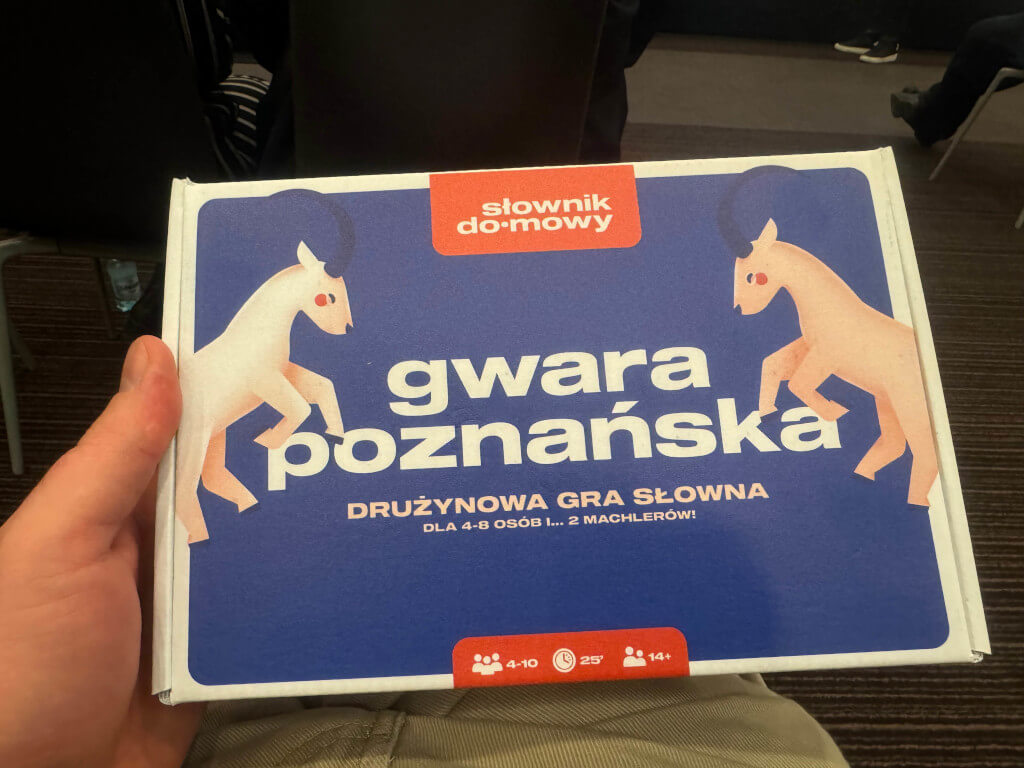 słownik
do•mowy
gwara
poznańska
DRUŻYNOWA GRA SŁOWNA
DLA 4-8 OSÓB I... 2 MACHLERÓW!
4-10 25' 14+